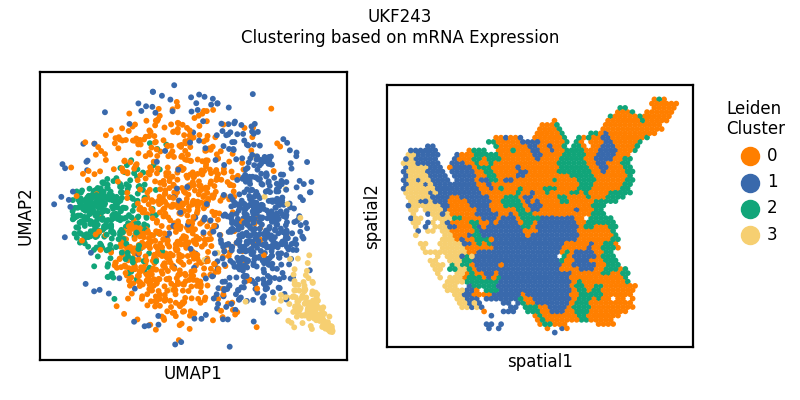 UKF243
Clustering based on mRNA Expression
UMAP2
UMAP1
spatial2
spatial1
Leiden
Cluster
0
1
2
3